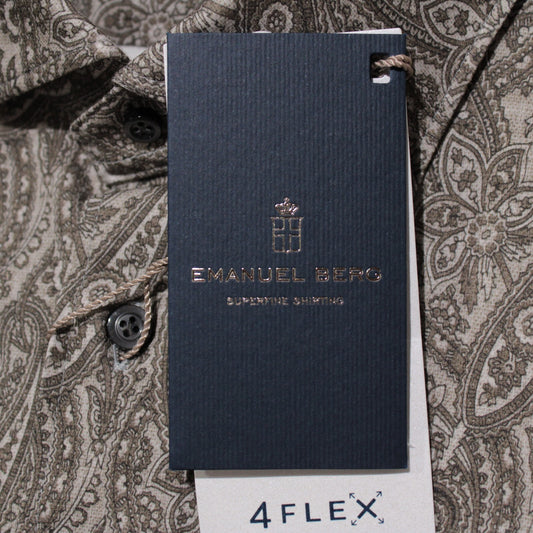 EMANUEL BERG
SUPERFINE SHIRTING
4FLEX